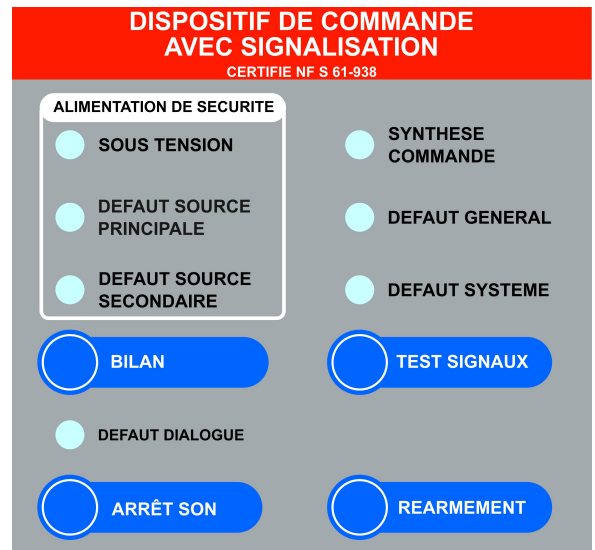 DISPOSITIF DE COMMANDE
AVEC SIGNALISATION
CERTIFIE NF S 61-938
ALIMENTATION DE SECURITE
SOUS TENSION
SYNTHESE
COMMANDE
DEFAUT SOURCE
PRINCIPALE
DEFAUT GENERAL
DEFAUT SOURCE
SECONDAIRE
DEFAUT SYSTEME
BILAN
TEST SIGNAUX
DEFAUT DIALOGUE
ARRÊT SON
REARMEMENT